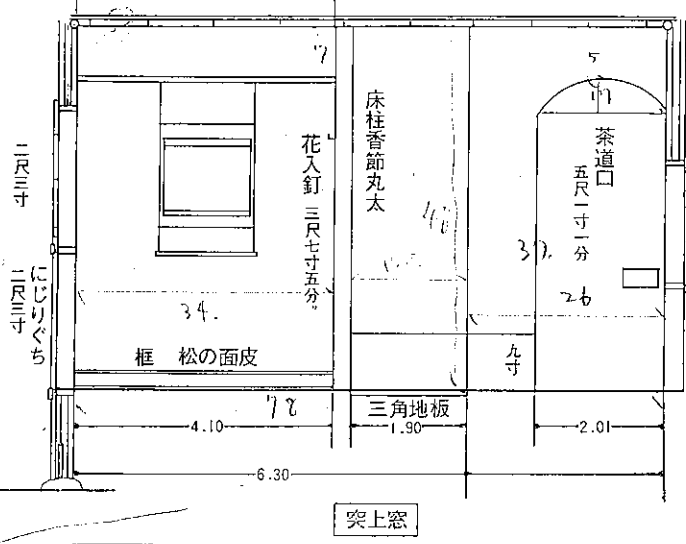 7
5
17
二尺三寸
にじりぐち
二尺三寸
花入釘 三尺七寸五分
床柱香節丸太
茶道口
五尺一寸一分
34.
26
九寸
框 松の面皮
78
三角地板
4.10
1.90
2.01
6.30
突上窓